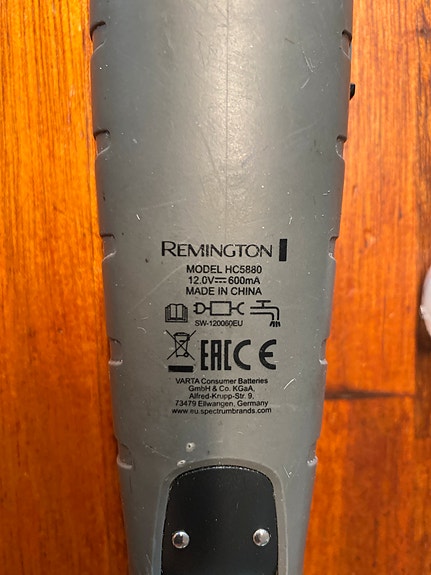 REMINGTON
MODEL HC5880
12.0V⎓600mA
MADE IN CHINA
SW-120060EU
EAC CE
VARTA Consumer Batteries
GmbH & Co. KGaA,
Alfred-Krupp-Str. 9,
73479 Ellwangen, Germany
www.eu.spectrumbrands.com